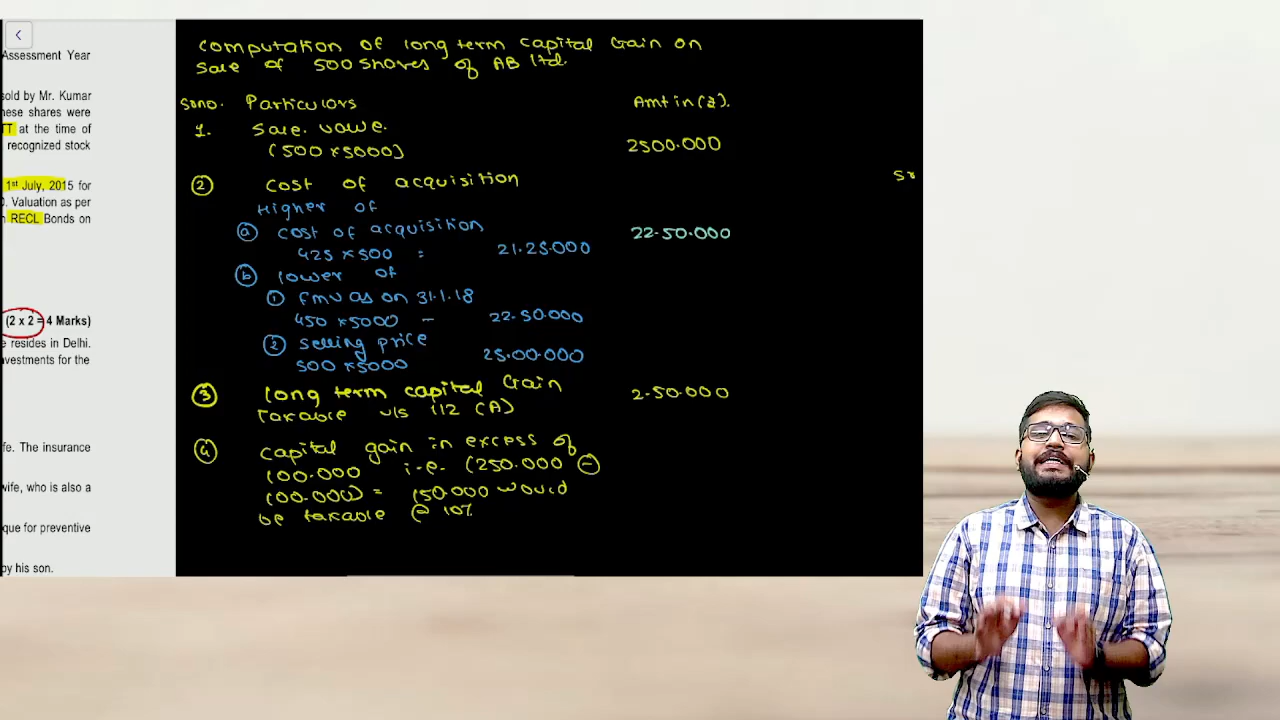 Assessment Year
sold by Mr. Kumar
hese shares were
TT at the time of
recognized stock
1st July, 2015 for
D. Valuation as per
RECL Bonds on
(2 x 2 = 4 Marks)
e resides in Delhi.
nvestments for the
fe. The insurance
wife, who is also a
que for preventive
by his son.
computation of long term capital Gain on
sale of 500 shares of AB ltd.
Sono. Particulars Amt in (₹).
1. Sale. value.
(500 x 5000) 2500.000
② cost of acquisition
Higher of
ⓐ cost of acquisition 22.50.000
425 x 500 = 21.25.000
ⓑ lower of
① fmv as on 31.1.18
450 x 5000 - 22.50.000
② selling price
500 x 5000 25.00.000
③ long term capital Gain 2.50.000
taxable u/s 112 (A)
④ capital gain in excess of
100.000 i.e. (250.000 ⊖
100.000) = 150.000 would
be taxable @ 10%